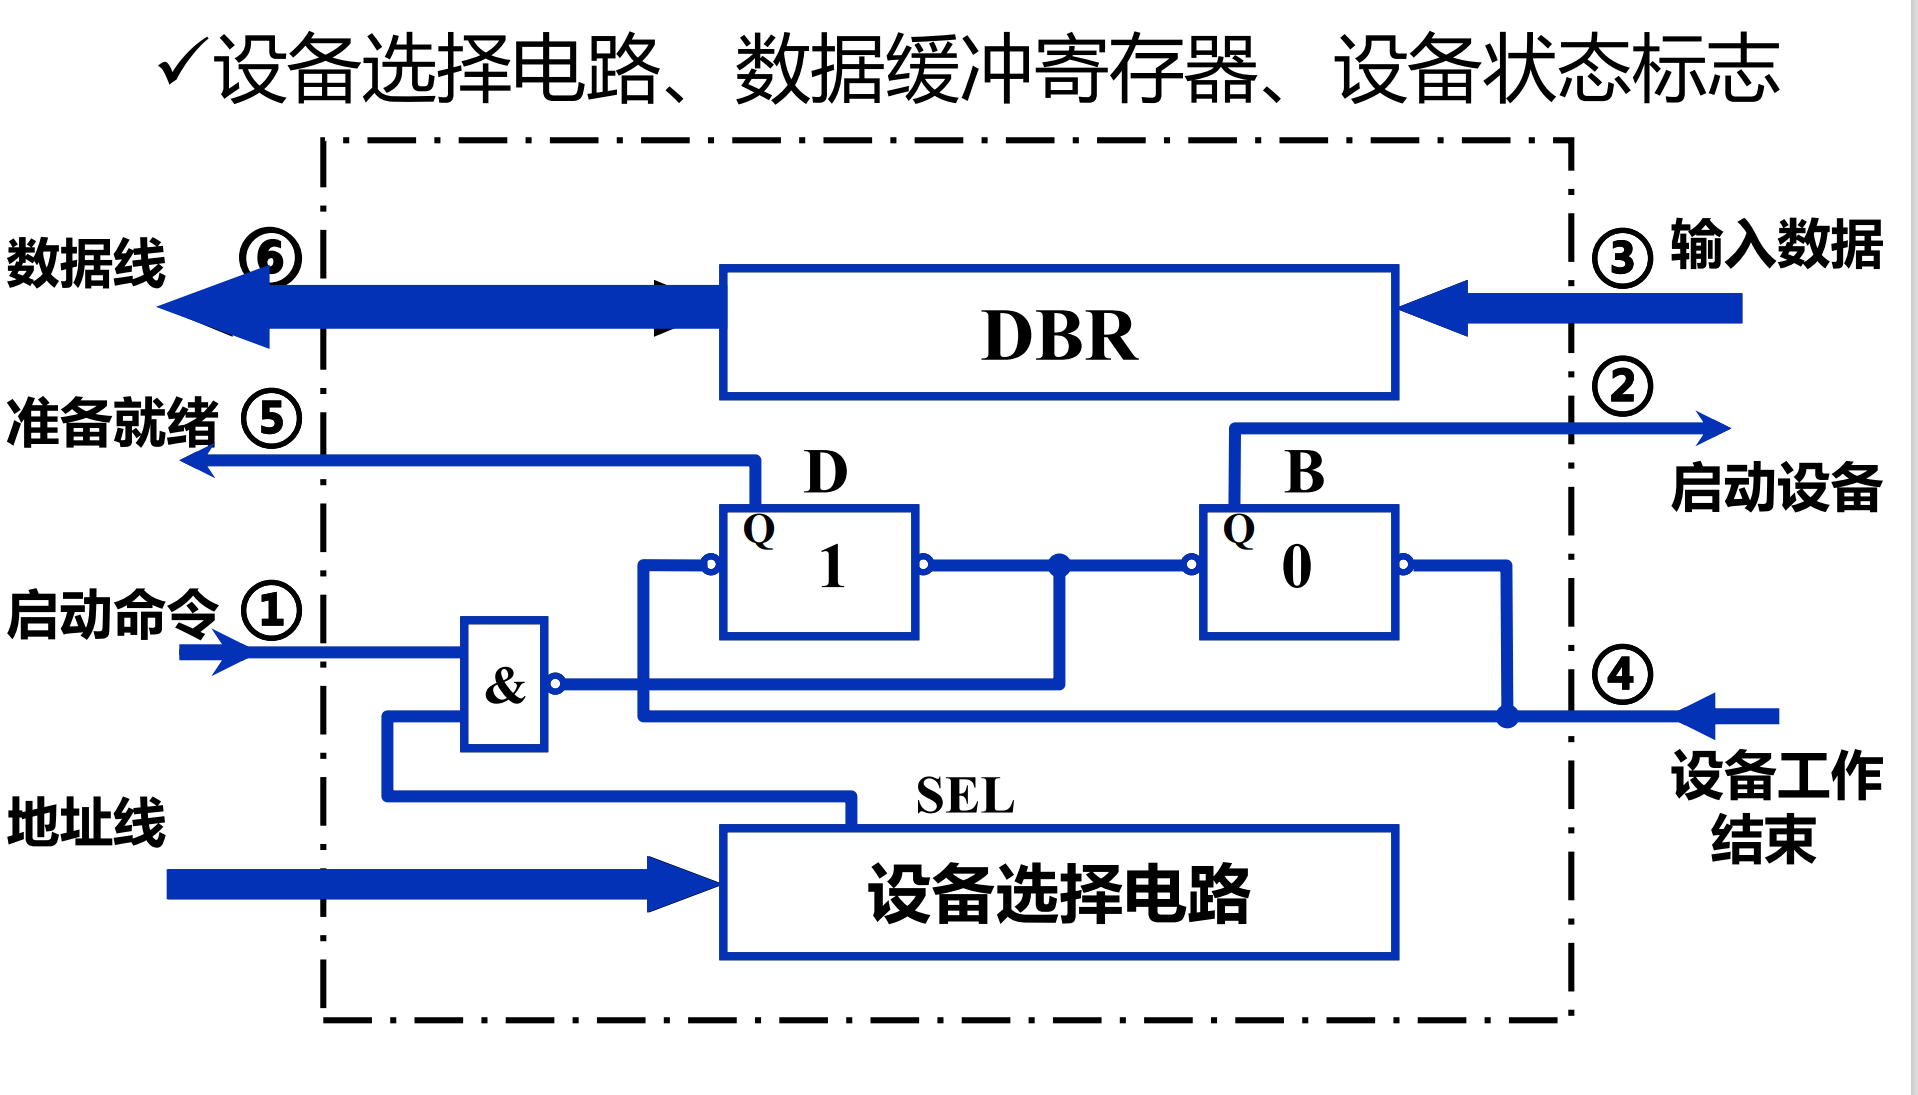 ✓设备选择电路、数据缓冲寄存器、设备状态标志
数据线 ⑥
③ 输入数据
DBR
准备就绪 ⑤
②
启动设备
D
B
Q
1
Q
0
启动命令 ①
&
④
设备工作
结束
SEL
地址线
设备选择电路